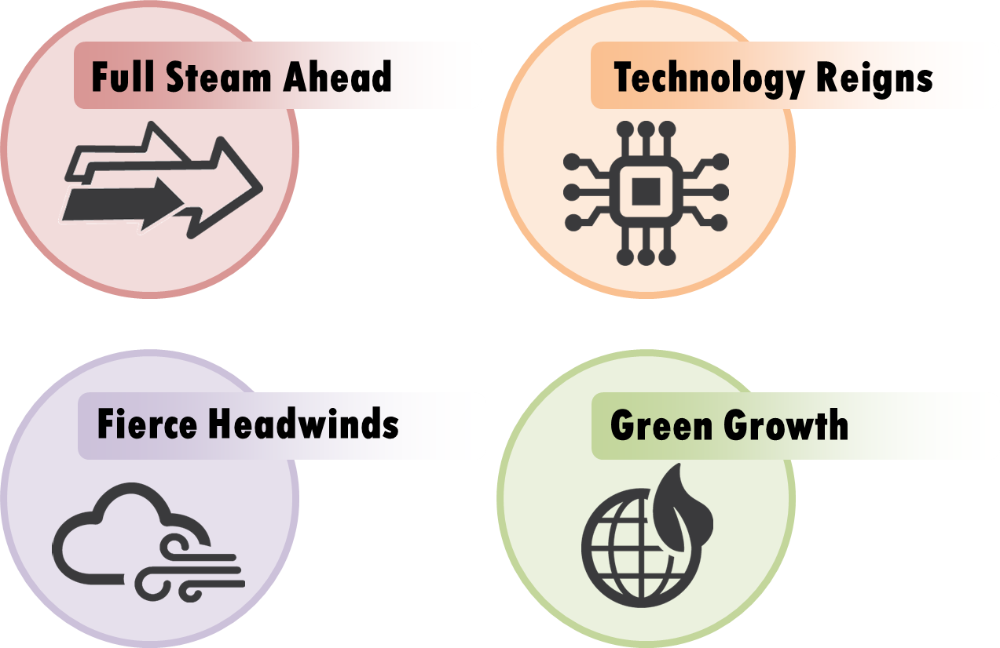 Full Steam Ahead
Technology Reigns
Fierce Headwinds
Green Growth